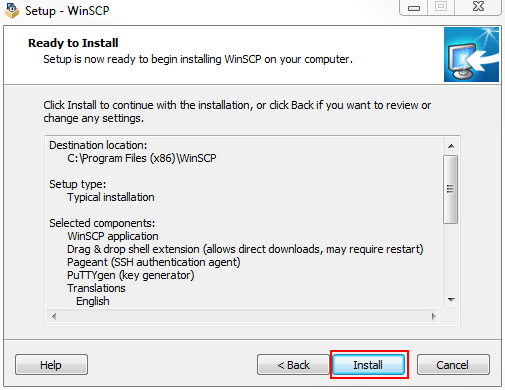 Setup - WinSCP
Ready to Install
Setup is now ready to begin installing WinSCP on your computer.
Click Install to continue with the installation, or click Back if you want to review or
change any settings.
Destination location:
C:\Program Files (x86)\WinSCP
Setup type:
Typical installation
Selected components:
WinSCP application
Drag & drop shell extension (allows direct downloads, may require restart)
Pageant (SSH authentication agent)
PuTTYgen (key generator)
Translations
English
Help
< Back
Install
Cancel